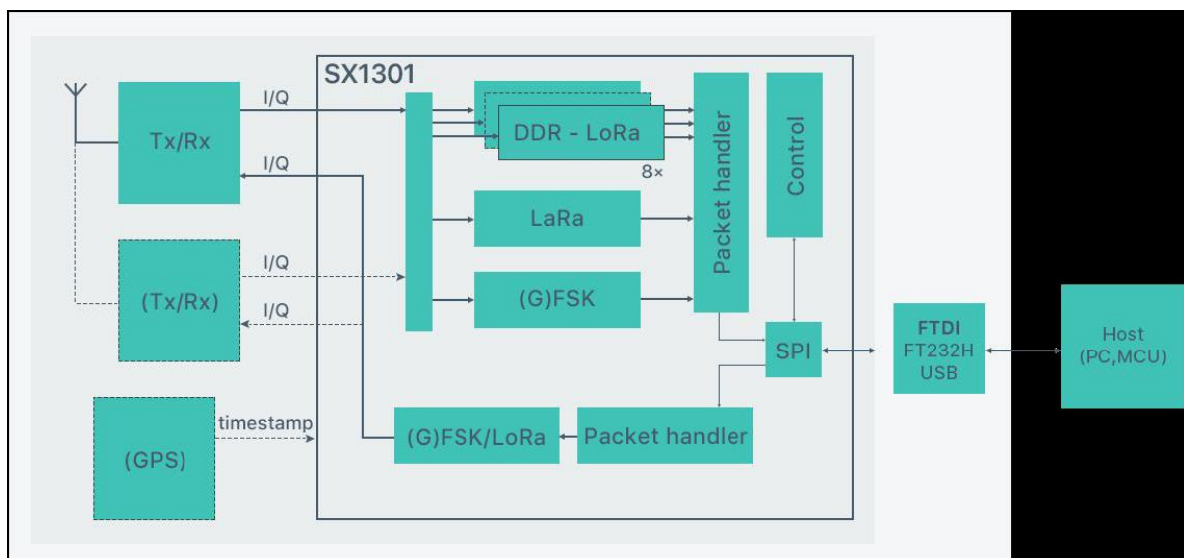 SX1301
I/Q
Tx/Rx
I/Q
DDR - LoRa
8×
Packet handler
Control
LaRa
I/Q
(Tx/Rx)
I/Q
(G)FSK
SPI
FTDI
FT232H
USB
Host
(PC,MCU)
(GPS)
timestamp
(G)FSK/LoRa
Packet handler